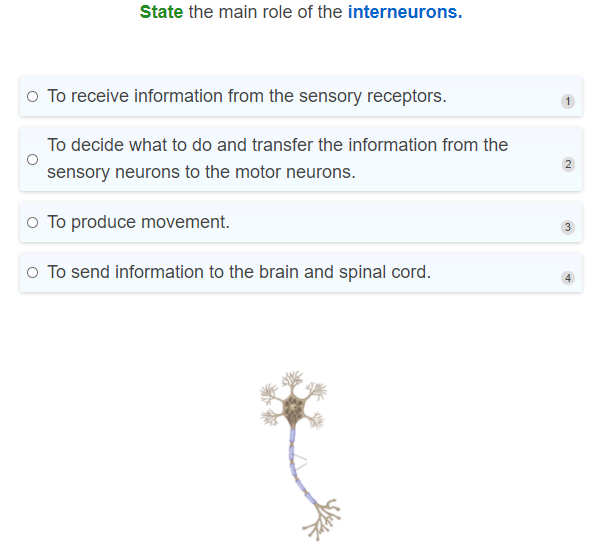 State the main role of the interneurons.
To receive information from the sensory receptors.
1
To decide what to do and transfer the information from the
sensory neurons to the motor neurons.
2
To produce movement.
3
To send information to the brain and spinal cord.
4